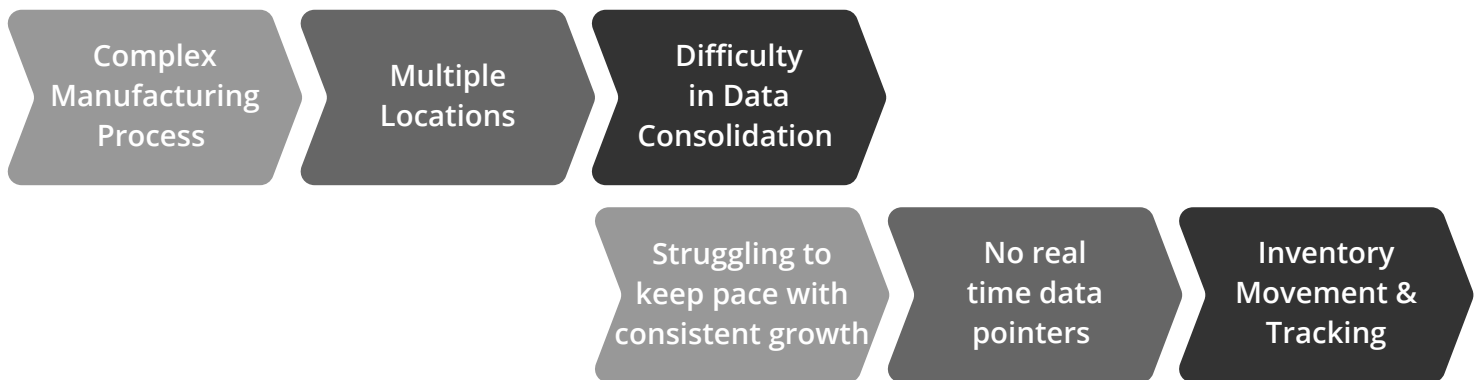 Complex
Manufacturing
Process
Multiple
Locations
Difficulty
in Data
Consolidation
Struggling to
keep pace with
consistent growth
No real
time data
pointers
Inventory
Movement &
Tracking